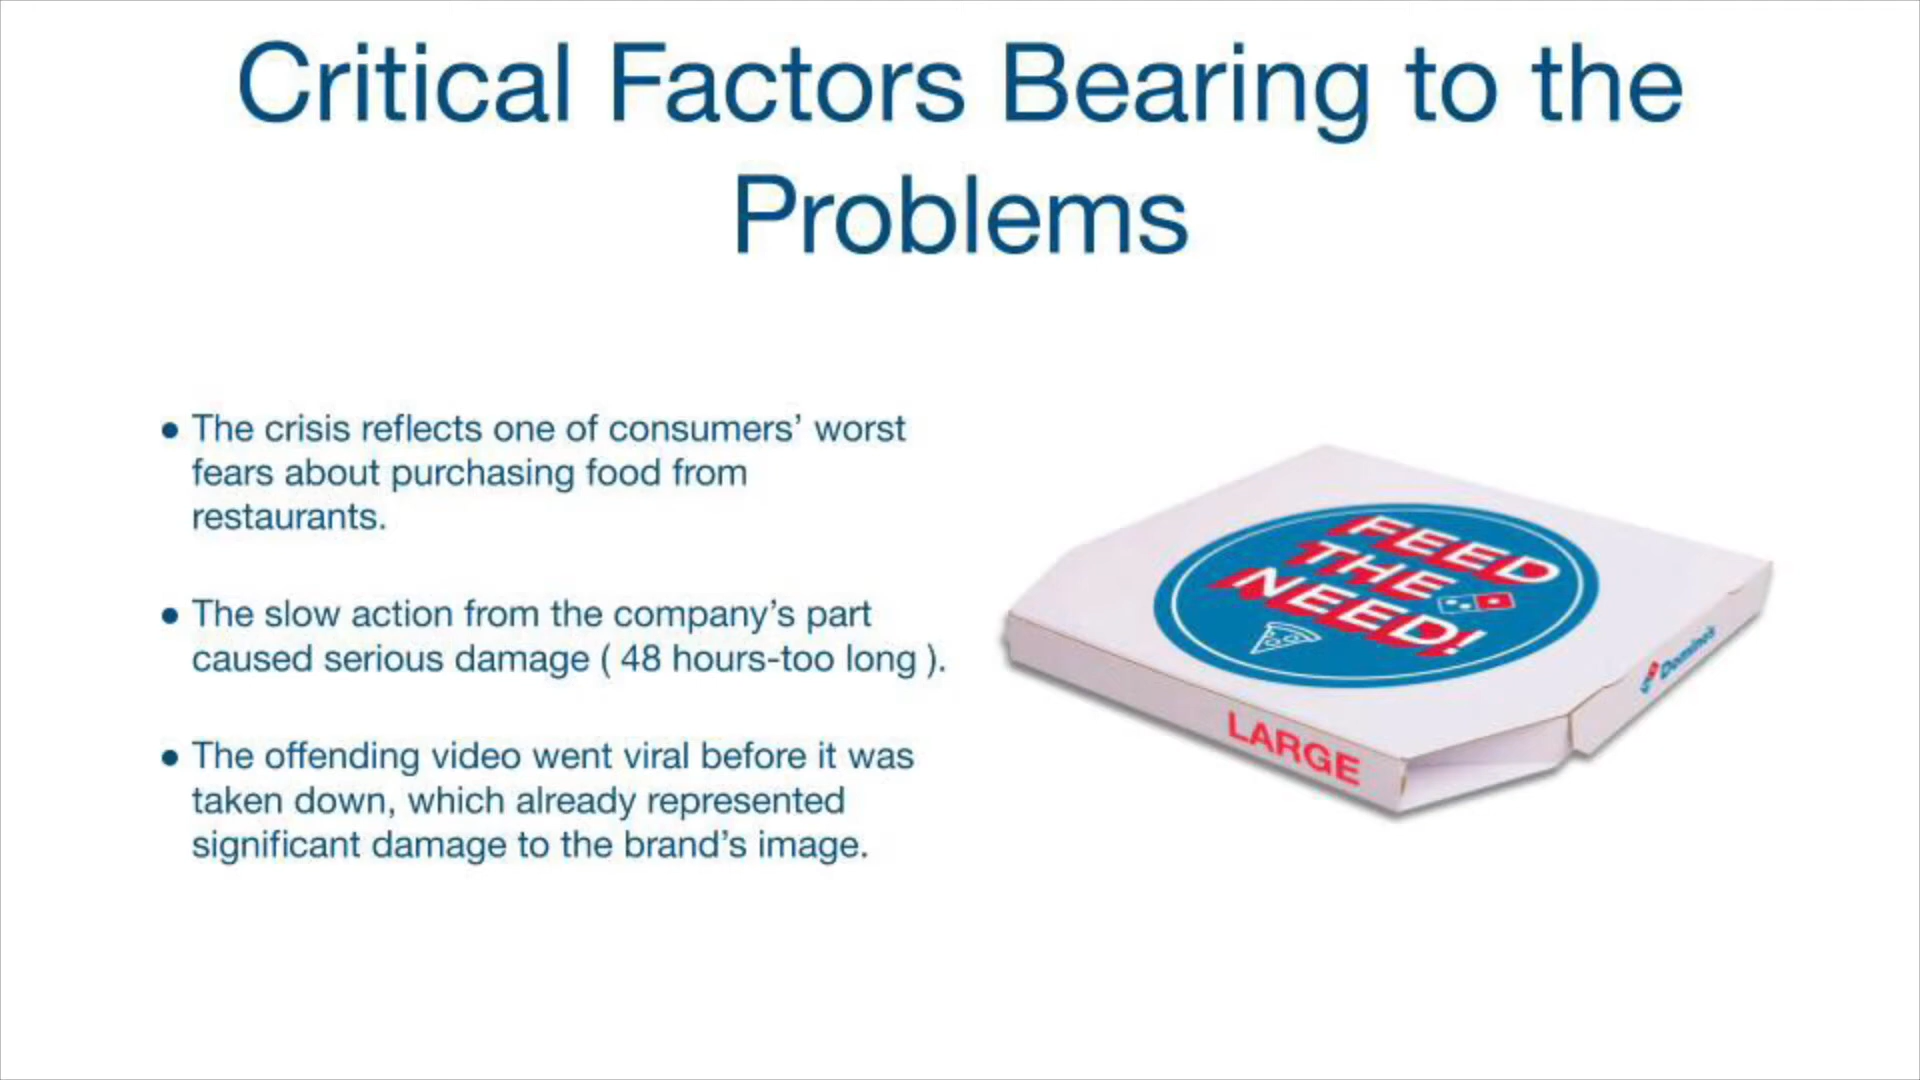 Critical Factors Bearing to the
Problems
• The crisis reflects one of consumers’ worst
fears about purchasing food from
restaurants.
• The slow action from the company’s part
caused serious damage ( 48 hours-too long ).
• The offending video went viral before it was
taken down, which already represented
significant damage to the brand’s image.
FEED
THE
NEED!
LARGE
Domino's